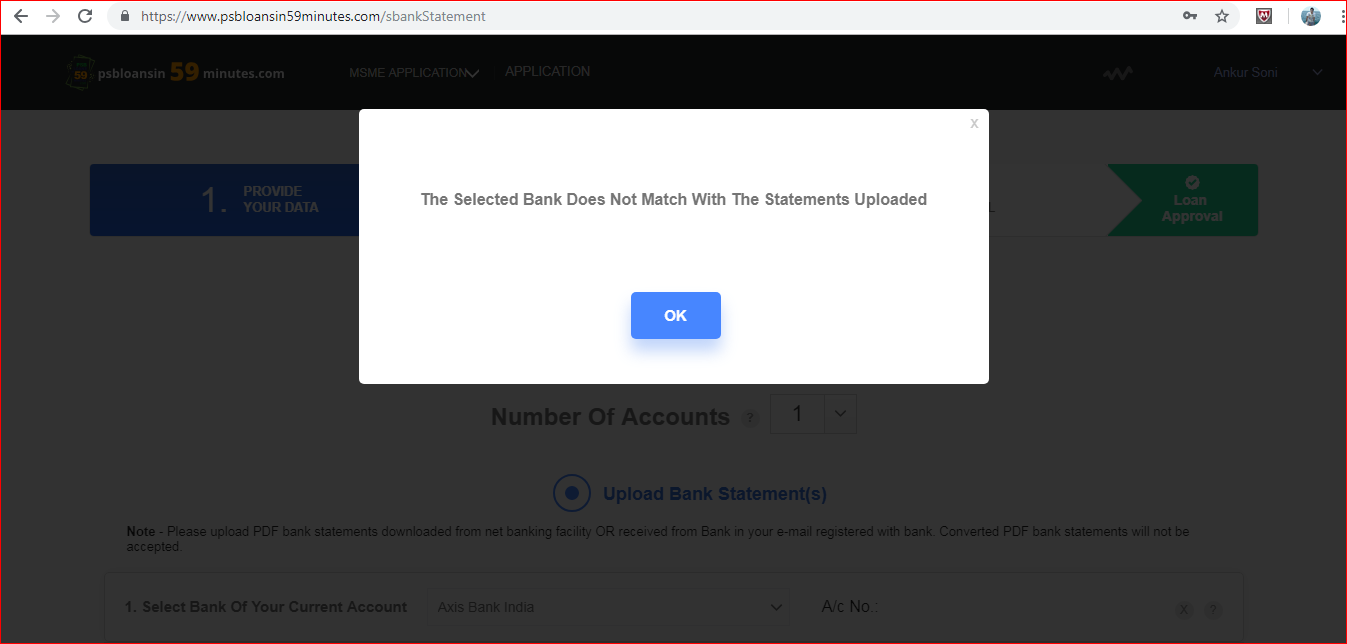 https://www.psbloansin59minutes.com/sbankStatement
59 psbloansin 59 minutes.com MSME APPLICATION APPLICATION Ankur Soni
X
1. PROVIDE YOUR DATA
The Selected Bank Does Not Match With The Statements Uploaded
Loan
Approval
OK
Number Of Accounts ? 1
Upload Bank Statement(s)
Note - Please upload PDF bank statements downloaded from net banking facility OR received from Bank in your e-mail registered with bank. Converted PDF bank statements will not be
accepted.
1. Select Bank Of Your Current Account Axis Bank India A/c No.: X ?